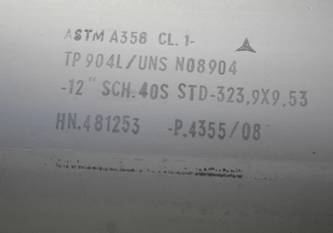 ASTM A358 CL.1-
TP 904L/UNS N08904
-12" SCH.40S STD-323,9X9,53
HN.481253 -P.4355/08